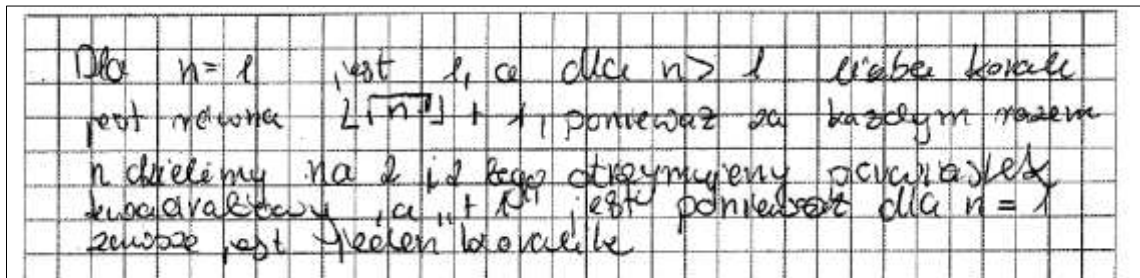 Dla n=1 jest 1, a dla n>1 liczba korali
jest równa ⌊√n⌋ + 1, ponieważ za każdym razem
n dzielimy na 2 i z tego otrzymujemy pierwiastek
kwadratowy, a „+1" jest ponieważ dla n=1
zawsze jest jeden koralik